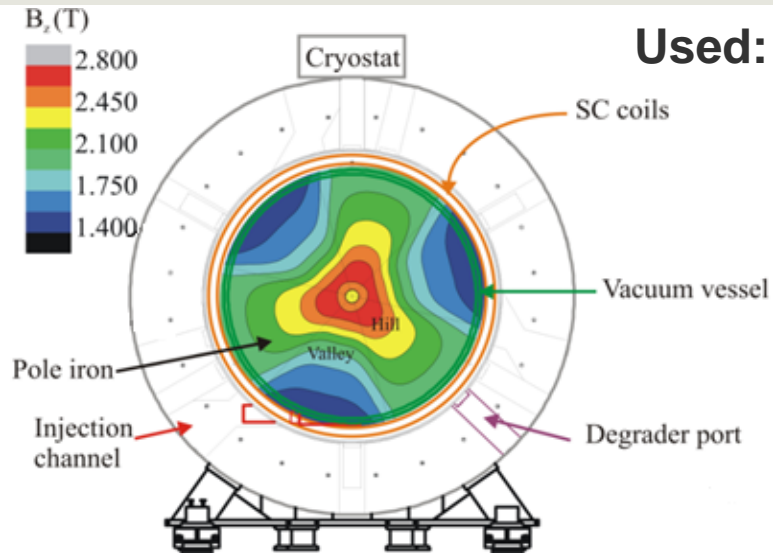 B_z(T)
Used:
Cryostat
2.800
2.450
2.100
1.750
1.400
SC coils
Vacuum vessel
Hill
Valley
Pole iron
Injection
channel
Degrader port